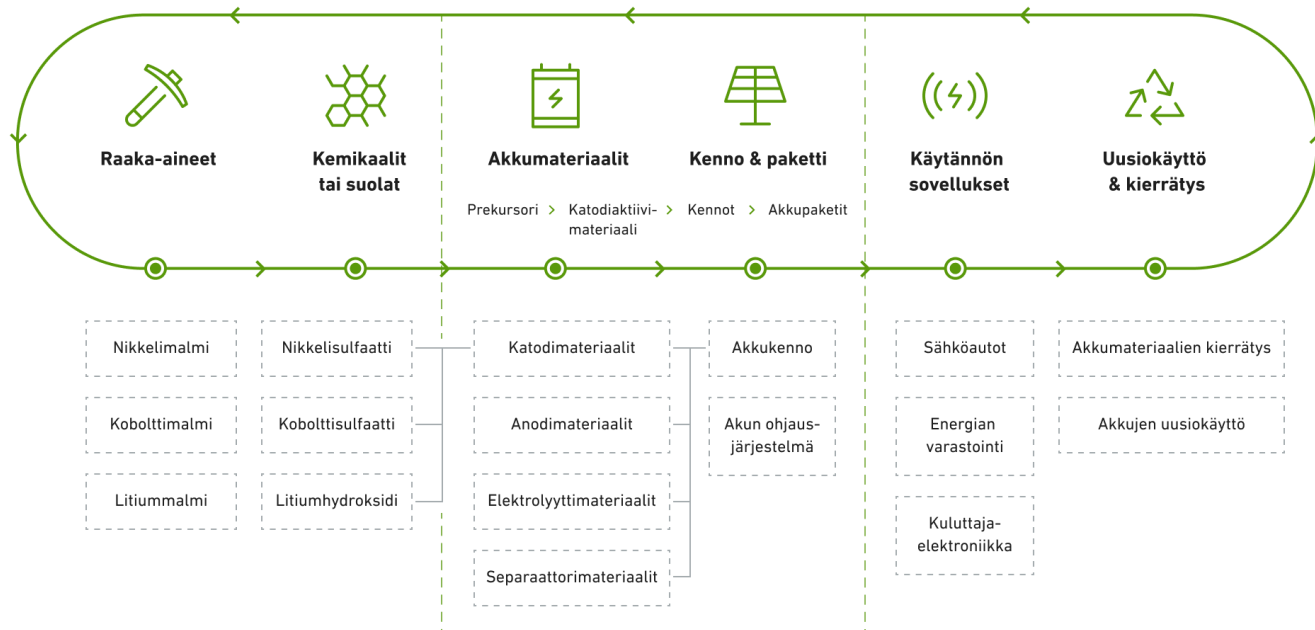 Raaka-aineet
Kemikaalit
tai suolat
Akkumateriaalit
Kenno & paketti
Käytännön
sovellukset
Uusiokäyttö
& kierrätys
Prekursori > Katodiaktiivi-
materiaali
> Kennot > Akkupaketit
Nikkelimalmi
Kobolttimalmi
Litiummalmi
Nikkelisulfaatti
Kobolttisulfaatti
Litiumhydroksidi
Katodimateriaalit
Anodimateriaalit
Elektrolyyttimateriaalit
Separaattorimateriaalit
Akkukenno
Akun ohjaus-
järjestelmä
Sähköautot
Energian
varastointi
Kuluttaja-
elektroniikka
Akkumateriaalien kierrätys
Akkujen uusiokäyttö